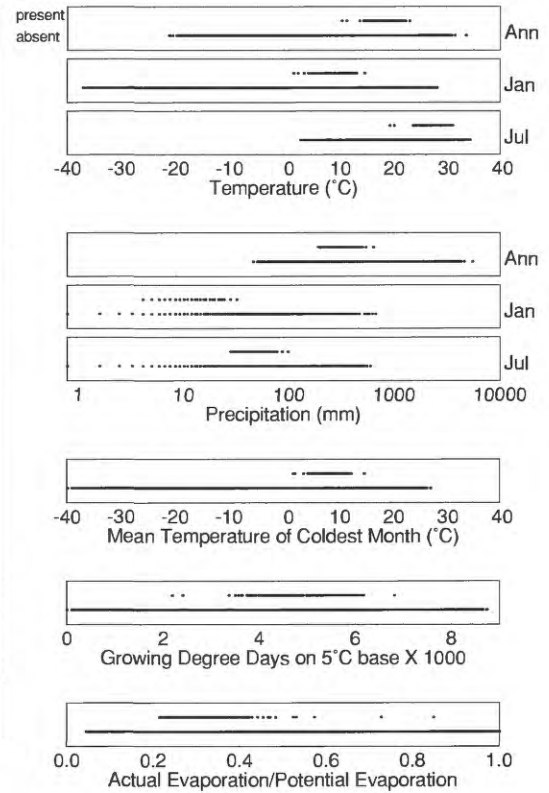 present
absent
Ann
Jan
Jul
-40 -30 -20 -10 0 10 20 30 40
Temperature (˚C)
Ann
Jan
Jul
1 10 100 1000 10000
Precipitation (mm)
-40 -30 -20 -10 0 10 20 30 40
Mean Temperature of Coldest Month (˚C)
0 2 4 6 8
Growing Degree Days on 5˚C base X 1000
0.0 0.2 0.4 0.6 0.8 1.0
Actual Evaporation/Potential Evaporation